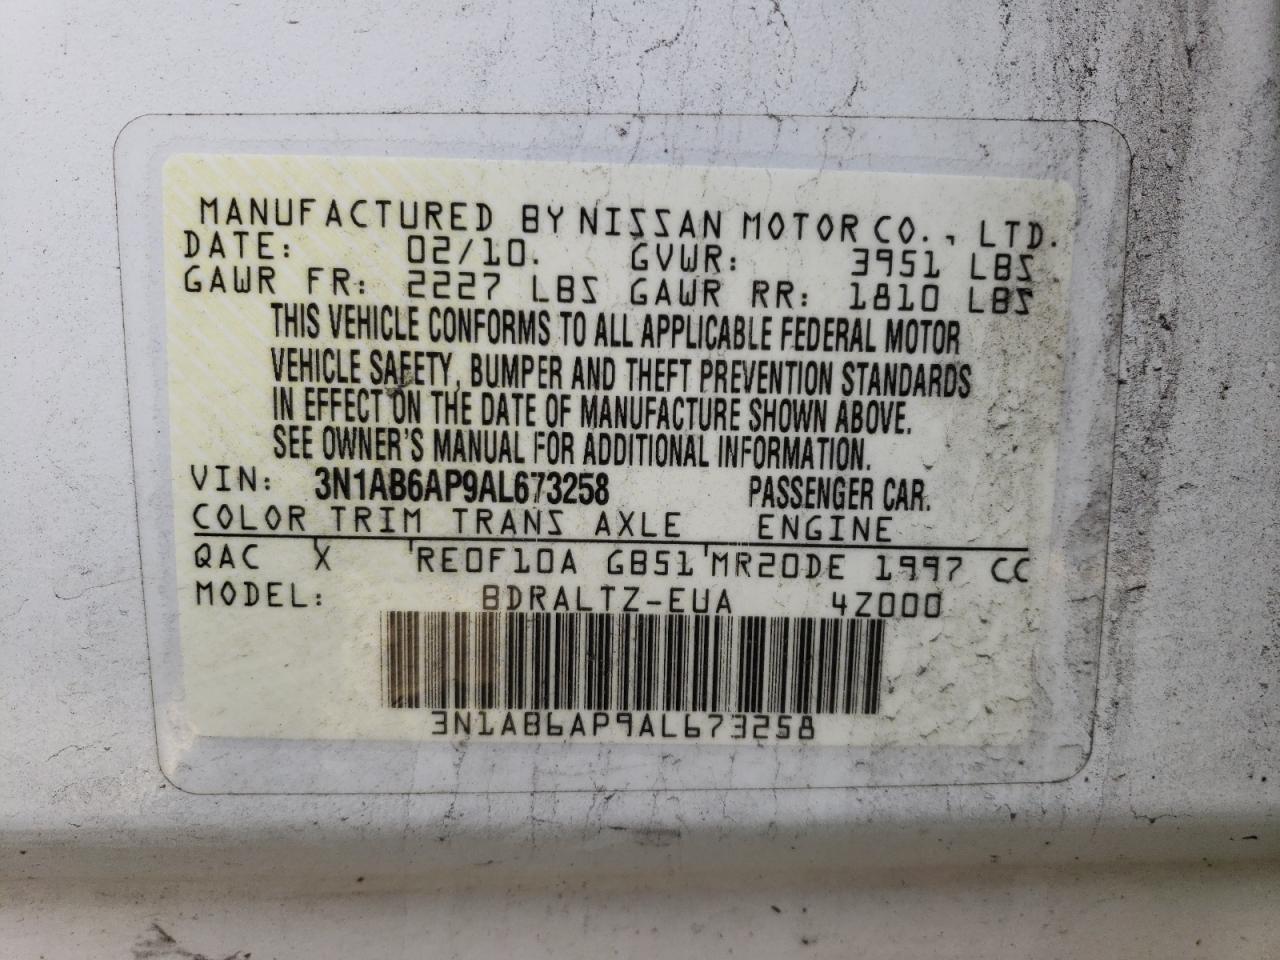 MANUFACTURED BY NISSAN MOTOR CO., LTD.
DATE: 02/10. GVWR: 3951 LBS
GAWR FR: 2227 LBS GAWR RR: 1810 LBS
THIS VEHICLE CONFORMS TO ALL APPLICABLE FEDERAL MOTOR
VEHICLE SAFETY, BUMPER AND THEFT PREVENTION STANDARDS
IN EFFECT ON THE DATE OF MANUFACTURE SHOWN ABOVE.
SEE OWNER'S MANUAL FOR ADDITIONAL INFORMATION.
VIN: 3N1AB6AP9AL673258 PASSENGER CAR.
COLOR TRIM TRANS AXLE ENGINE
QAC X RE0F10A GB51 MR20DE 1997 CC
MODEL: BDRALTZ-EUA 4Z000
3N1AB6AP9AL673258